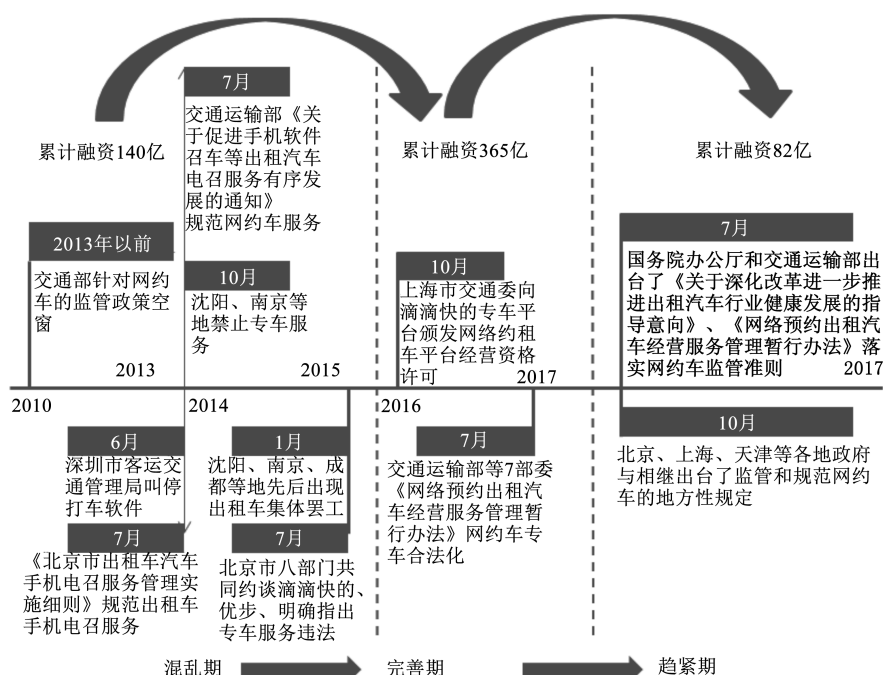 累计融资140亿
累计融资365亿
累计融资82亿
7月
交通运输部《关
于促进手机软件
召车等出租汽车
电召服务有序发
展的通知》
规范网约车服务
2013年以前
交通部针对网约
车的监管政策空
窗
10月
沈阳、南京等
地禁止专车服
务
10月
上海市交通委向
滴滴快的专车平
台颁发网络约租
车平台经营资格
许可
7月
国务院办公厅和交通运输部出
台了《关于深化改革进一步推
进出租汽车行业健康发展的指
导意向》、《网络预约出租汽
车经营服务管理暂行办法》落
实网约车监管准则
2013
2015
2017
2017
2010
2014
2016
6月
深圳市客运交
通管理局叫停
打车软件
7月
《北京市出租车汽车
手机电召服务管理实
施细则》规范出租车
手机电召服务
1月
沈阳、南京、成
都等地先后出现
出租车集体罢工
7月
北京市八部门共
同约谈滴滴快的、
优步、明确指出
专车服务违法
7月
交通运输部等7部委
《网络预约出租汽
车经营服务管理暂
行办法》网约车专
车合法化
10月
北京、上海、天津等各地政府
与相继出台了监管和规范网约
车的地方性规定
混乱期
完善期
趋紧期